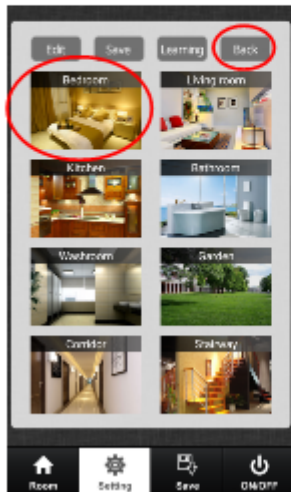 Edit Save Learning Back
Bedroom Living room
Kitchen Bathroom
Washroom Garden
Corridor Stairway
Room Setting Save ON/OFF